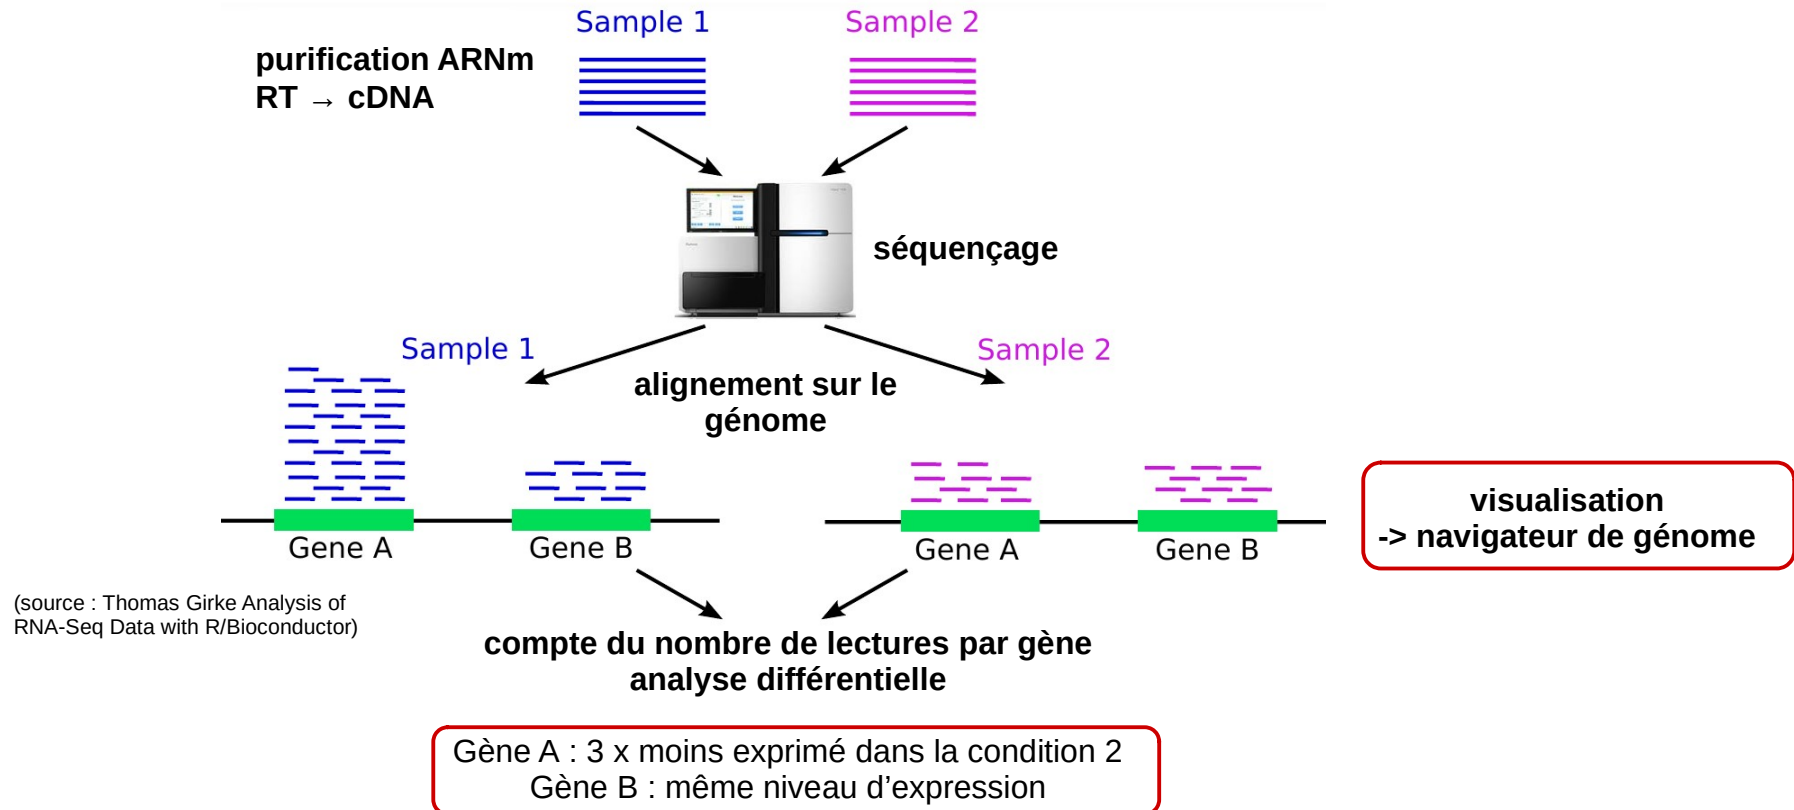 Sample 1
Sample 2
purification ARNm
RT → cDNA
séquençage
Sample 1
Sample 2
alignement sur le
génome
Gene A
Gene B
Gene A
Gene B
visualisation
-> navigateur de génome
(source : Thomas Girke Analysis of
RNA-Seq Data with R/Bioconductor)
compte du nombre de lectures par gène
analyse différentielle
Gène A : 3 x moins exprimé dans la condition 2
Gène B : même niveau d'expression